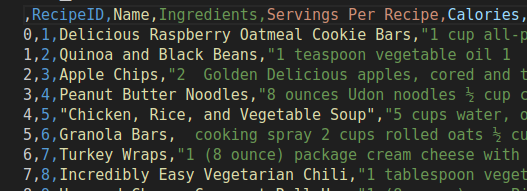 ,RecipeID,Name,Ingredients,Servings Per Recipe,Calories,
0,1,Delicious Raspberry Oatmeal Cookie Bars,"1 cup all-p
1,2,Quinoa and Black Beans,"1 teaspoon vegetable oil 1
2,3,Apple Chips,"2  Golden Delicious apples, cored and t
3,4,Peanut Butter Noodles,"8 ounces Udon noodles ½ cup c
4,5,"Chicken, Rice, and Vegetable Soup","5 cups water, o
5,6,Granola Bars,  cooking spray 2 cups rolled oats ½ cu
6,7,Turkey Wraps,"1 (8 ounce) package cream cheese with
7,8,Incredibly Easy Vegetarian Chili,"1 tablespoon veget